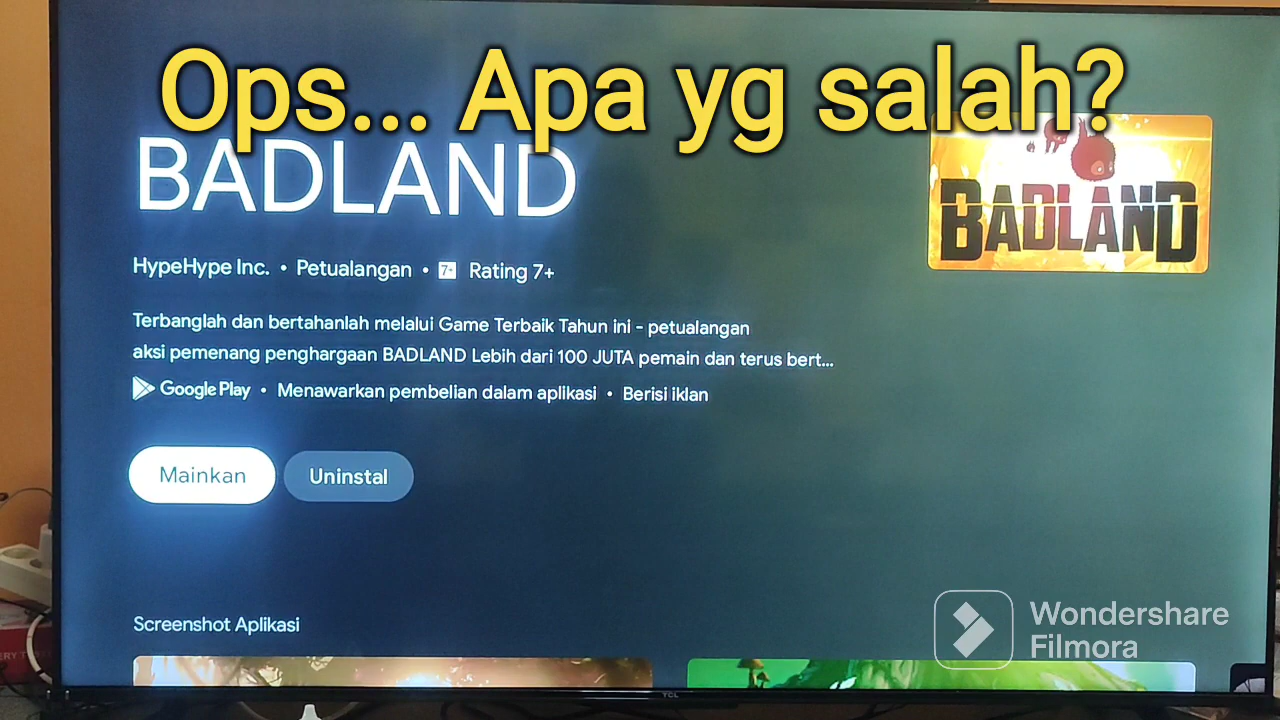 Ops... Apa yg salah?
BADLAND
BADLAND
HypeHype Inc. • Petualangan • 7+ Rating 7+
Terbanglah dan bertahanlah melalui Game Terbaik Tahun ini - petualangan
aksi pemenang penghargaan BADLAND Lebih dari 100 JUTA pemain dan terus bert...
Google Play • Menawarkan pembelian dalam aplikasi • Berisi iklan
Mainkan
Uninstal
Screenshot Aplikasi
Wondershare
Filmora
TCL